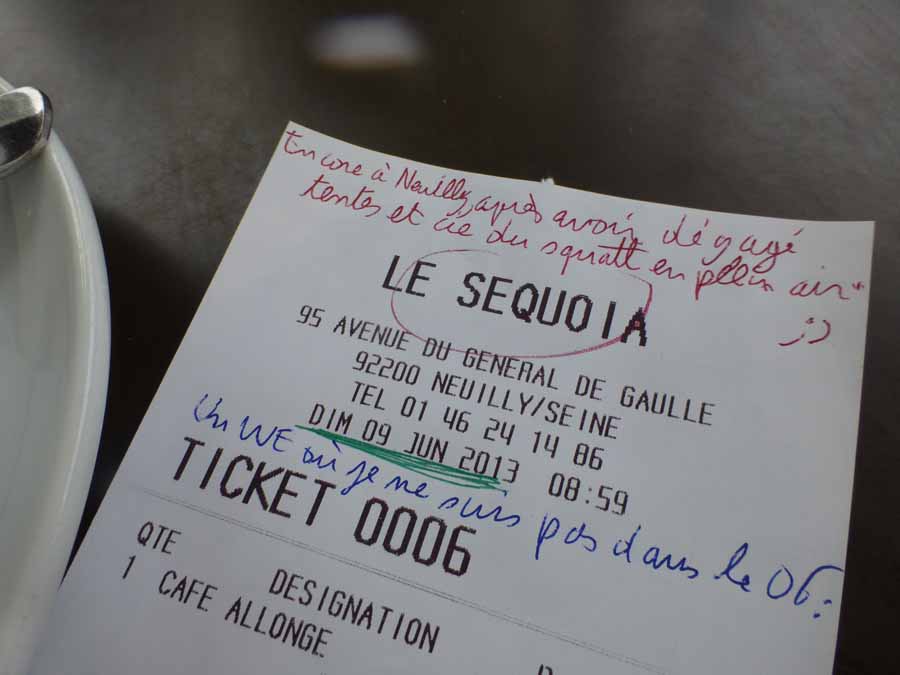 Encore à Neuilly, après avoir dégagé
tentes et cie du squatt en plein air"
;)
LE SEQUOIA
95 AVENUE DU GENERAL DE GAULLE
92200 NEUILLY/SEINE
TEL 01 46 24 14 86
DIM 09 JUN 2013 08:59
Un WE où je ne suis pas dans le 06:
TICKET 0006
QTE DESIGNATION
1 CAFE ALLONGE